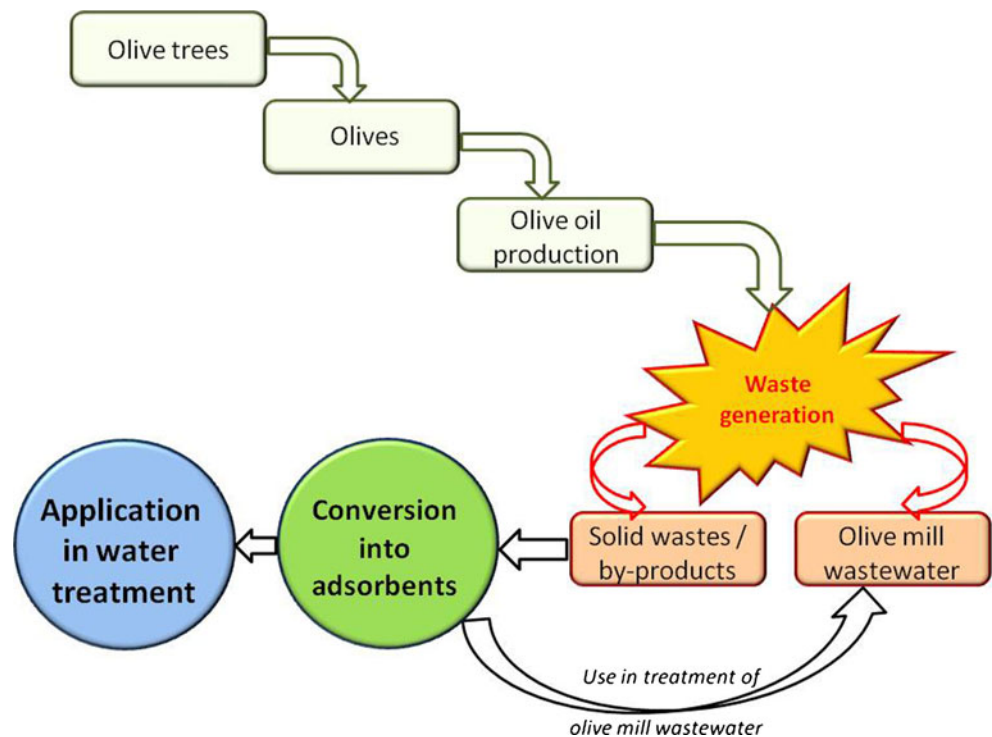 Olive trees
Olives
Olive oil
production
Waste
generation
Solid wastes /
by-products
Olive mill
wastewater
Conversion
into
adsorbents
Application
in water
treatment
Use in treatment of
olive mill wastewater